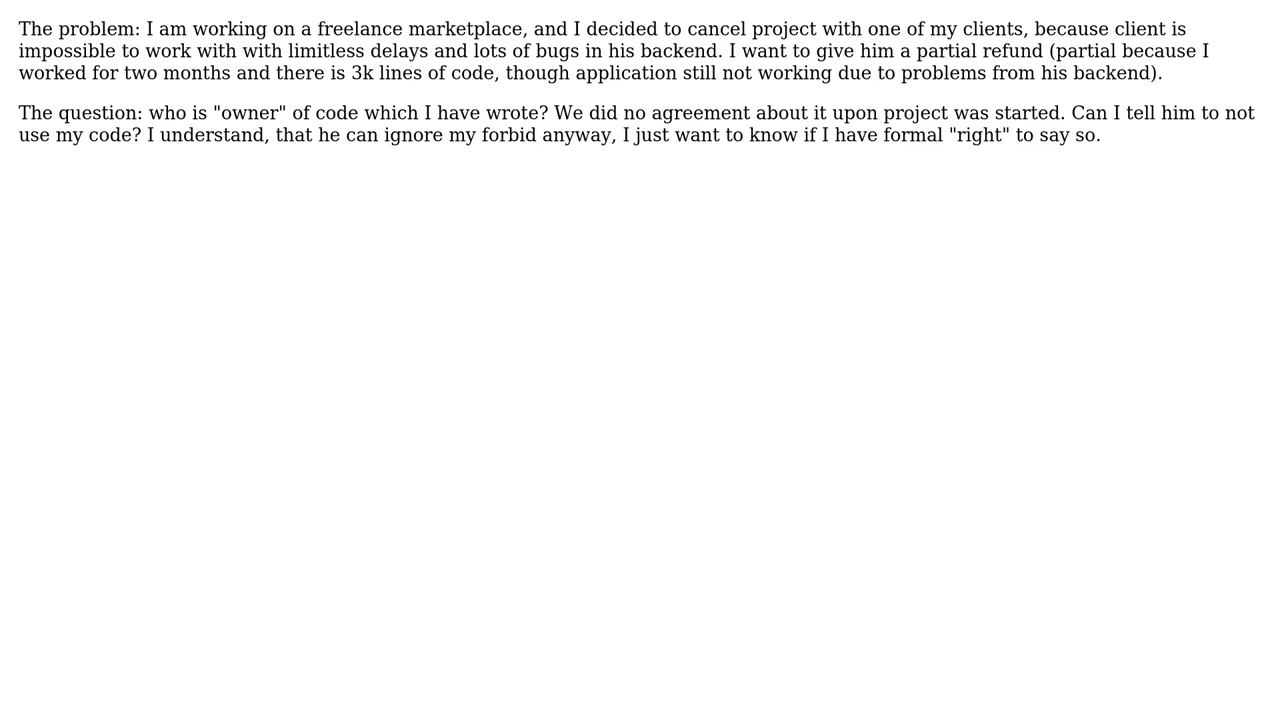 The problem: I am working on a freelance marketplace, and I decided to cancel project with one of my clients, because client is
impossible to work with with limitless delays and lots of bugs in his backend. I want to give him a partial refund (partial because I
worked for two months and there is 3k lines of code, though application still not working due to problems from his backend).
The question: who is "owner" of code which I have wrote? We did no agreement about it upon project was started. Can I tell him to not
use my code? I understand, that he can ignore my forbid anyway, I just want to know if I have formal "right" to say so.